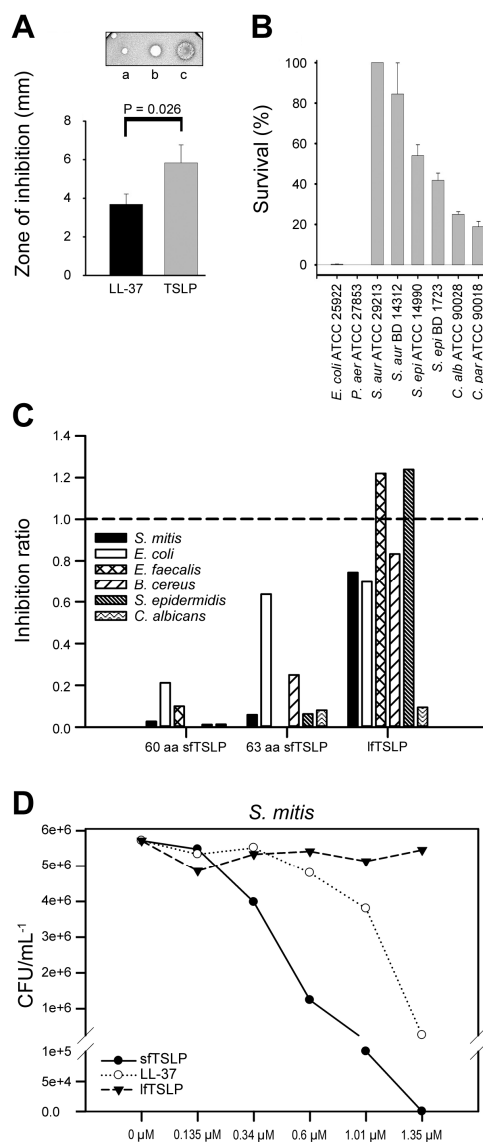 A
a b c
P = 0.026
Zone of inhibition (mm)
8
6
4
2
0
LL-37 TSLP
B
Survival (%)
100
80
60
40
20
0
E. coli ATCC 25922
P. aer ATCC 27853
S. aur ATCC 29213
S. aur BD 14312
S. epi ATCC 14990
S. epi BD 1723
C. alb ATCC 90028
C. par ATCC 90018
C
Inhibition ratio
1.4
1.2
1.0
0.8
0.6
0.4
0.2
0.0
S. mitis
E. coli
E. faecalis
B. cereus
S. epidermidis
C. albicans
60 aa sfTSLP 63 aa sfTSLP lfTSLP
D
S. mitis
CFU/mL-1
6e+6
5e+6
4e+6
3e+6
2e+6
1e+6
1e+5
5e+4
0.0
sfTSLP
LL-37
lfTSLP
0 µM 0.135 µM 0.34 µM 0.6 µM 1.01 µM 1.35 µM